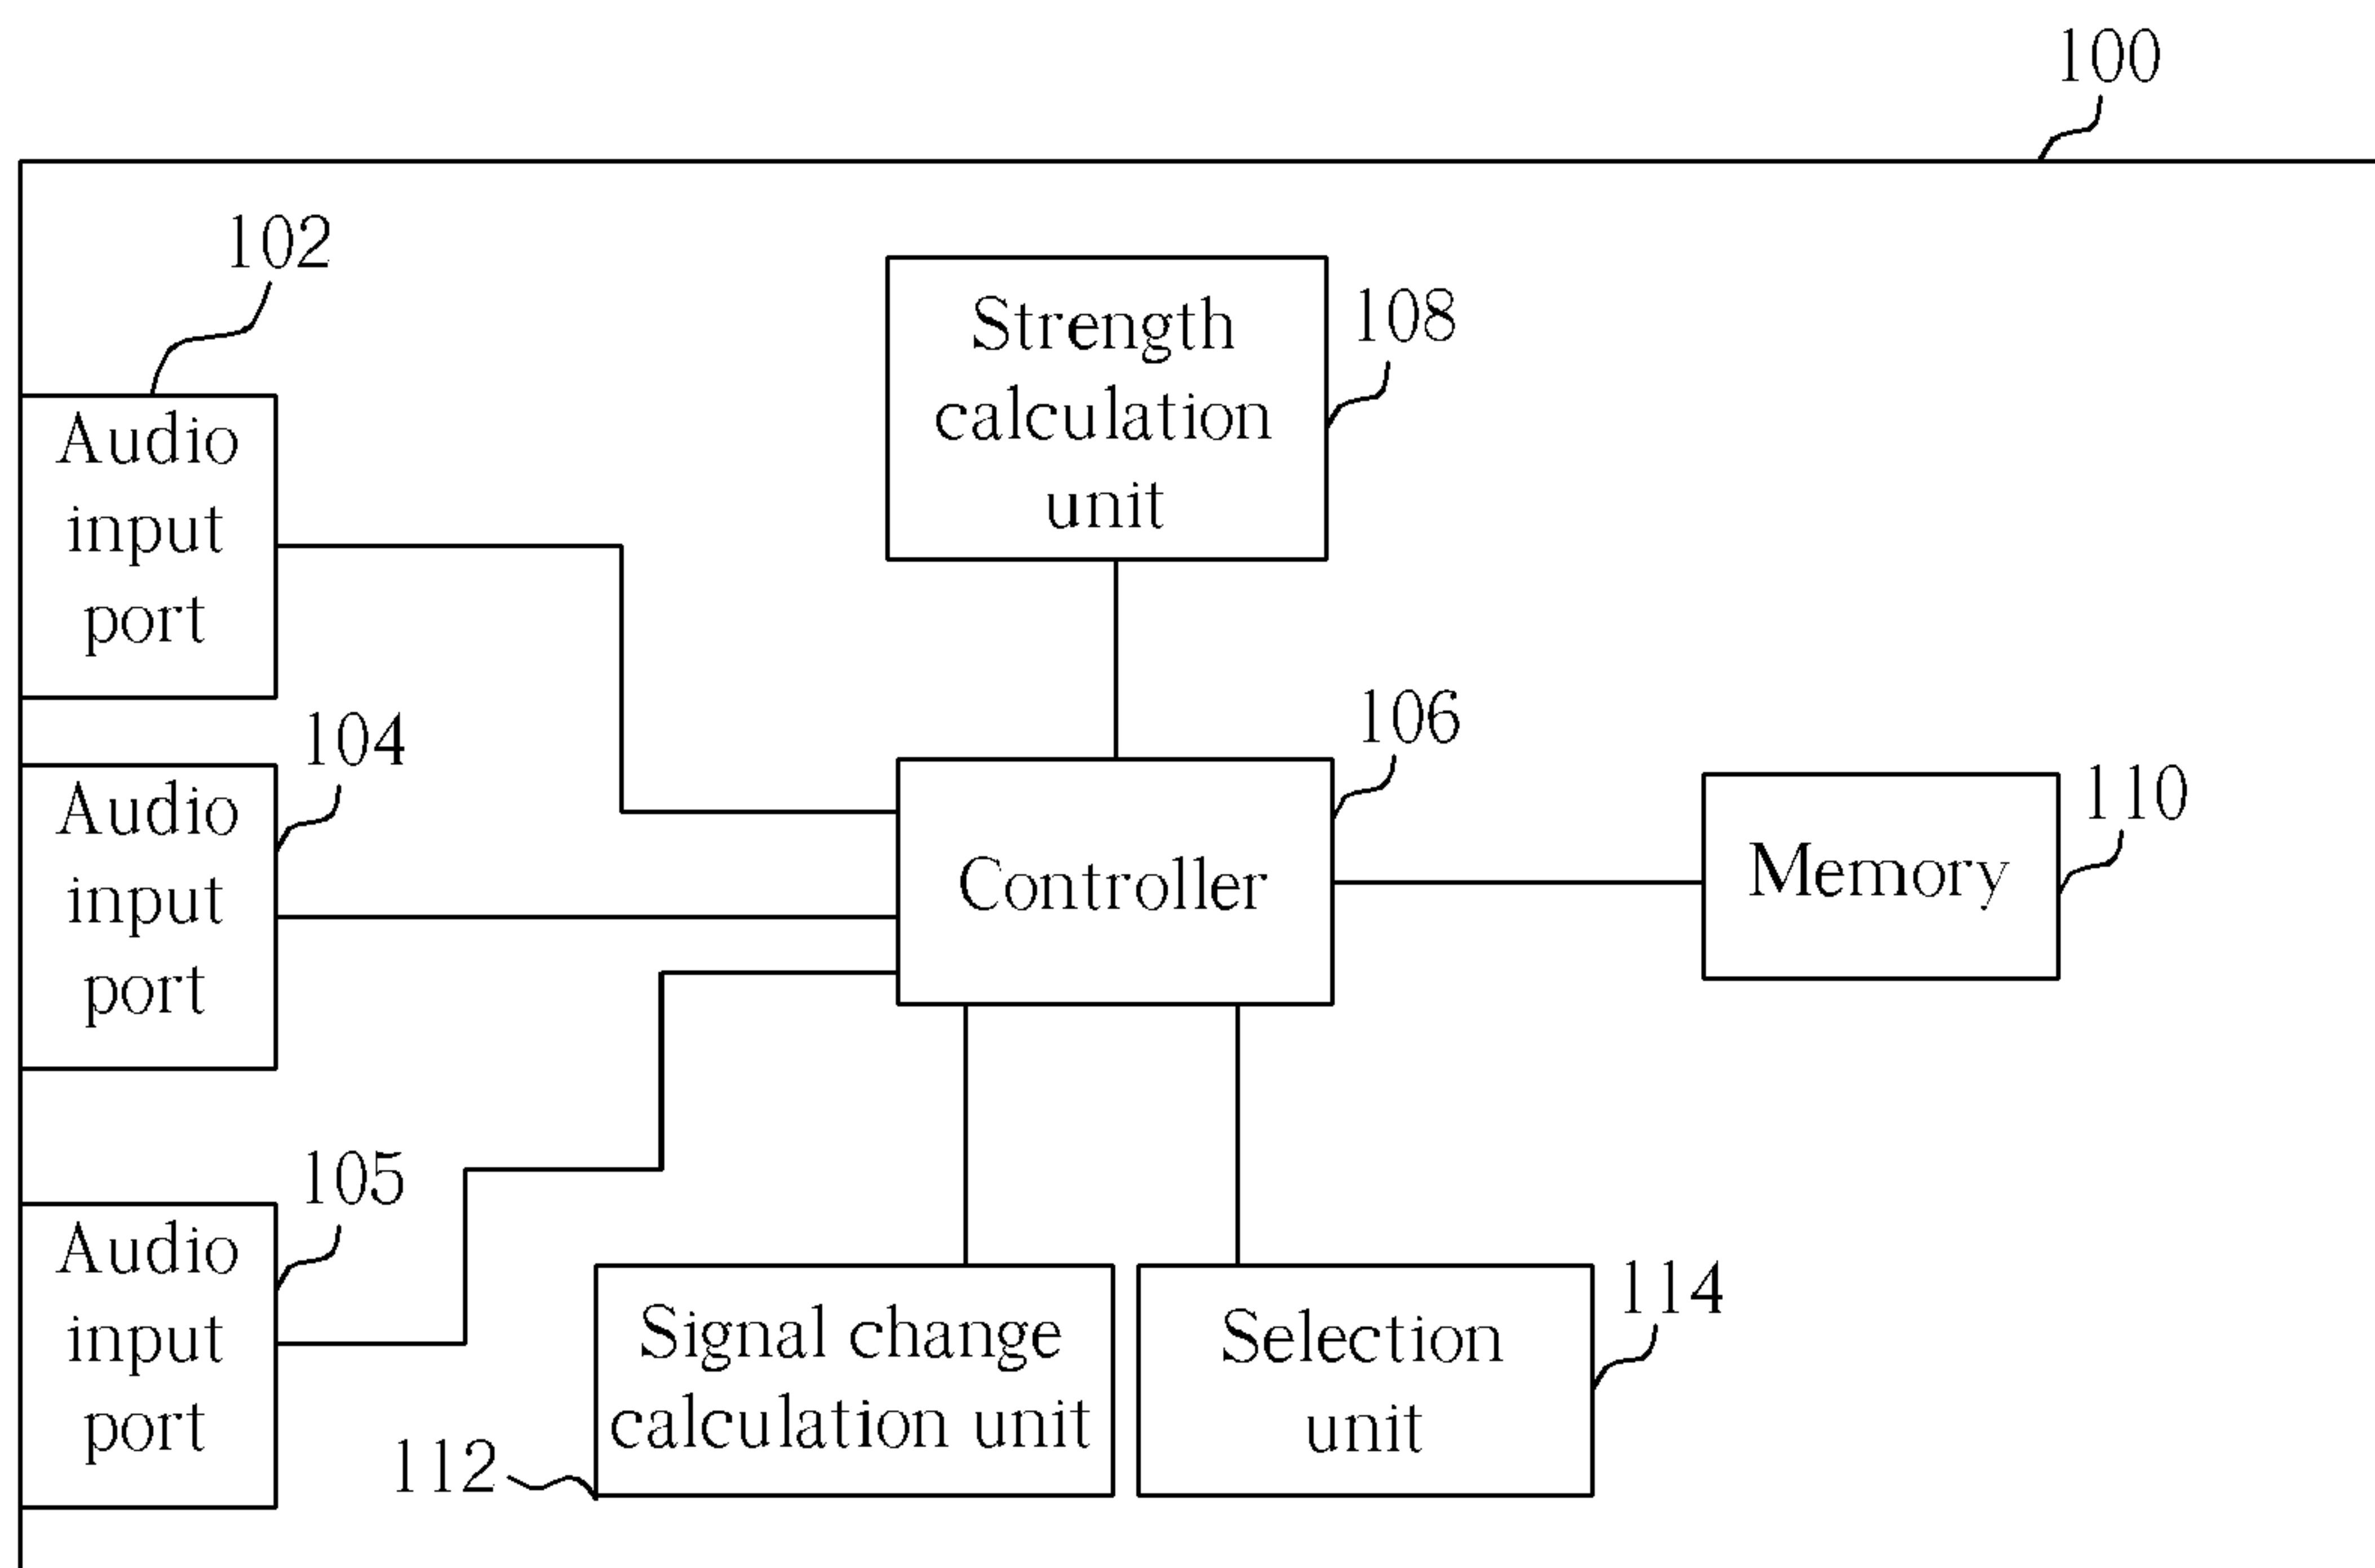 100
102
Audio
input
port
Strength
calculation
unit
108
104
Audio
input
port
106
Controller
Memory
110
105
Audio
input
port
112
Signal change
calculation unit
Selection
unit
114